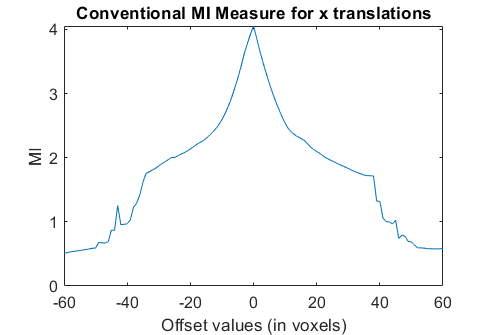 Conventional MI Measure for x translations
4
3
2
1
0
MI
-60 -40 -20 0 20 40 60
Offset values (in voxels)